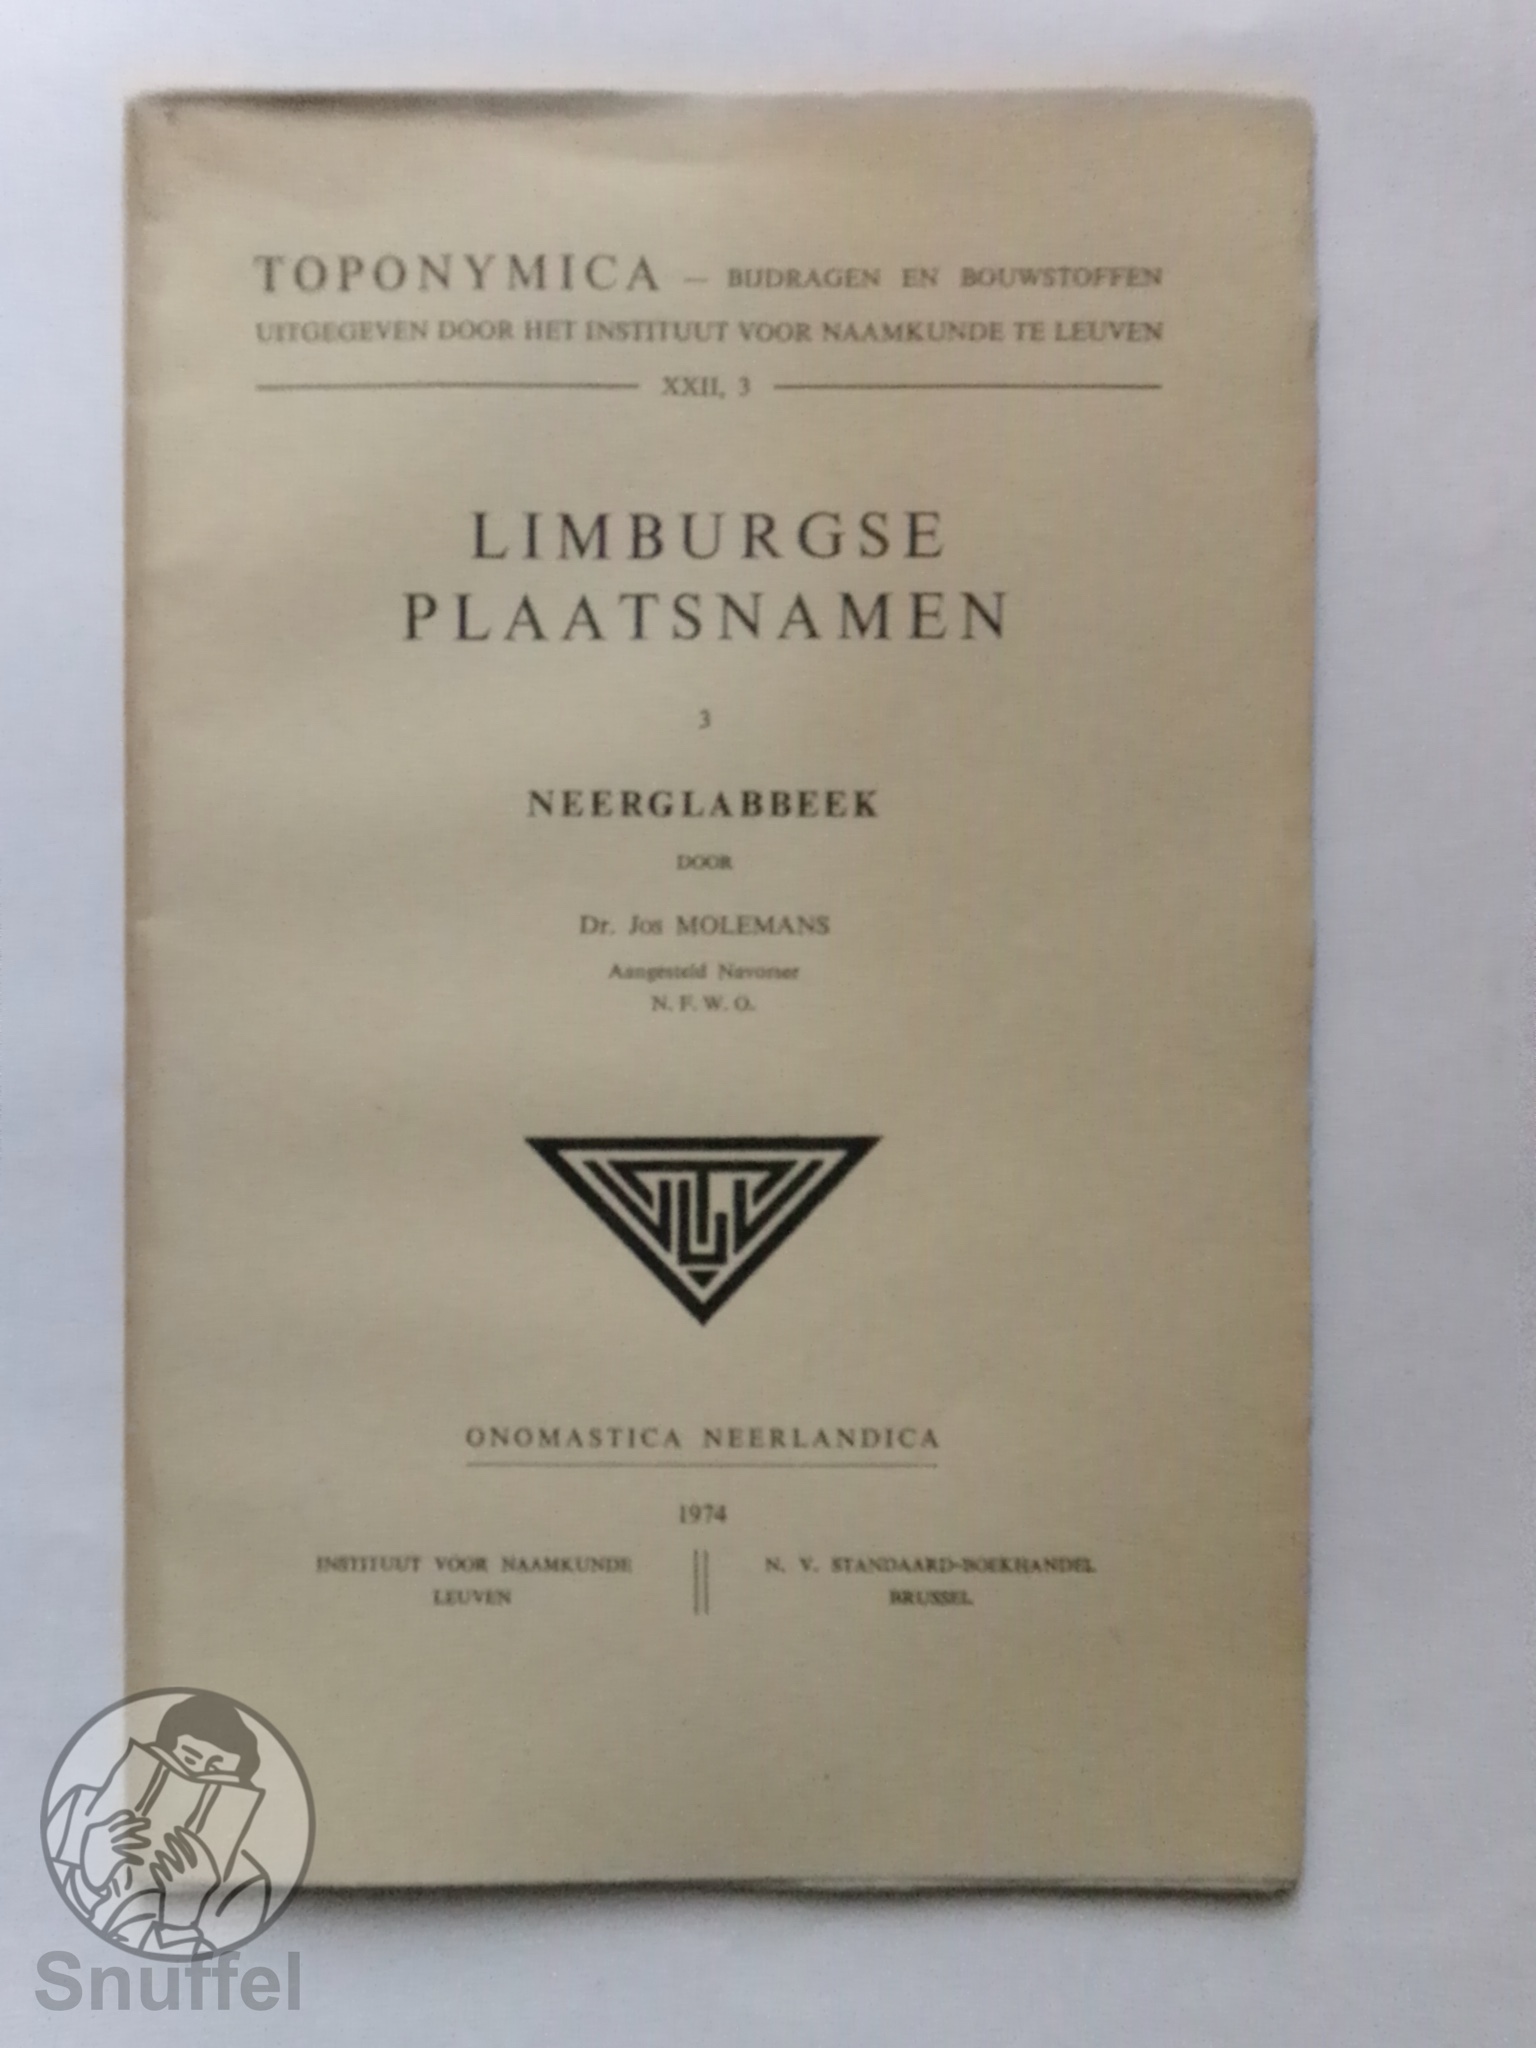 TOPONYMICA — BIJDRAGEN EN BOUWSTOFFEN
UITGEGEVEN DOOR HET INSTITUUT VOOR NAAMKUNDE TE LEUVEN
XXII, 3
LIMBURGSE
PLAATSNAMEN
3
NEERGLABBEEK
DOOR
Dr. Jos MOLEMANS
Aangesteld Navorser
N. F. W. O.
ONOMASTICA NEERLANDICA
1974
INSTITUUT VOOR NAAMKUNDE
LEUVEN
N. V. STANDAARD-BOEKHANDEL
BRUSSEL
Snuffel